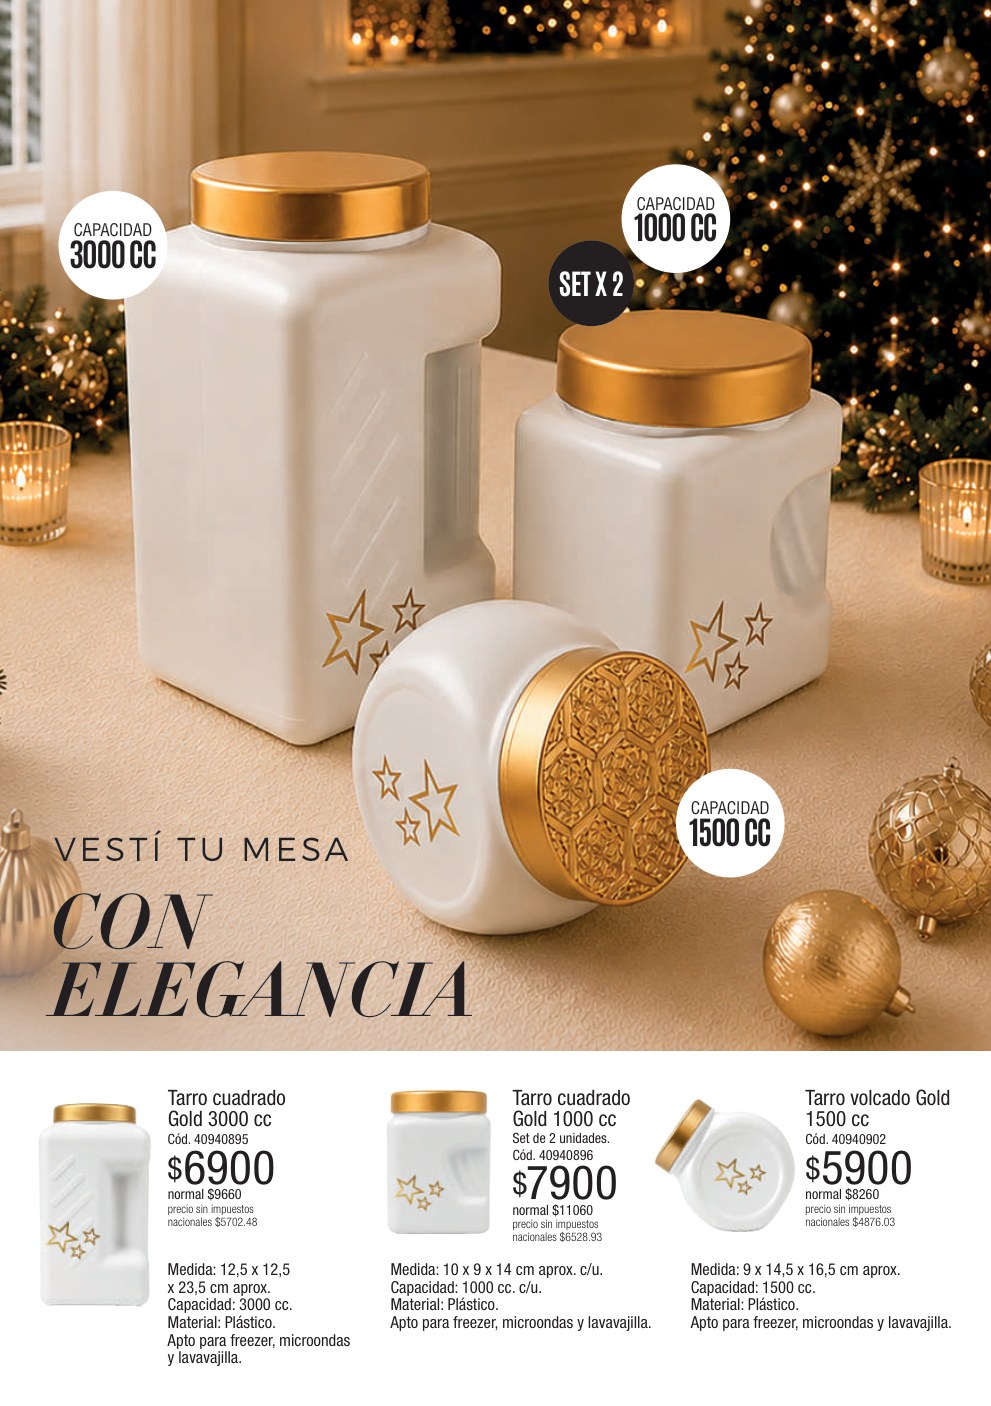 CAPACIDAD
3000 CC
CAPACIDAD
1000 CC
SET X 2
CAPACIDAD
1500 CC
VESTÍ TU MESA
CON
ELEGANCIA
Tarro cuadrado
Gold 3000 cc
Cód. 40940895
$6900
normal $9660
precio sin impuestos
nacionales $5702.48
Medida: 12,5 x 12,5
x 23,5 cm aprox.
Capacidad: 3000 cc.
Material: Plástico.
Apto para freezer, microondas
y lavavajilla.
Tarro cuadrado
Gold 1000 cc
Set de 2 unidades.
Cód. 40940896
$7900
normal $11060
precio sin impuestos
nacionales $6528.93
Medida: 10 x 9 x 14 cm aprox. c/u.
Capacidad: 1000 cc. c/u.
Material: Plástico.
Apto para freezer, microondas y lavavajilla.
Tarro volcado Gold
1500 cc
Cód. 40940902
$5900
normal $8260
precio sin impuestos
nacionales $4876.03
Medida: 9 x 14,5 x 16,5 cm aprox.
Capacidad: 1500 cc.
Material: Plástico.
Apto para freezer, microondas y lavavajilla.